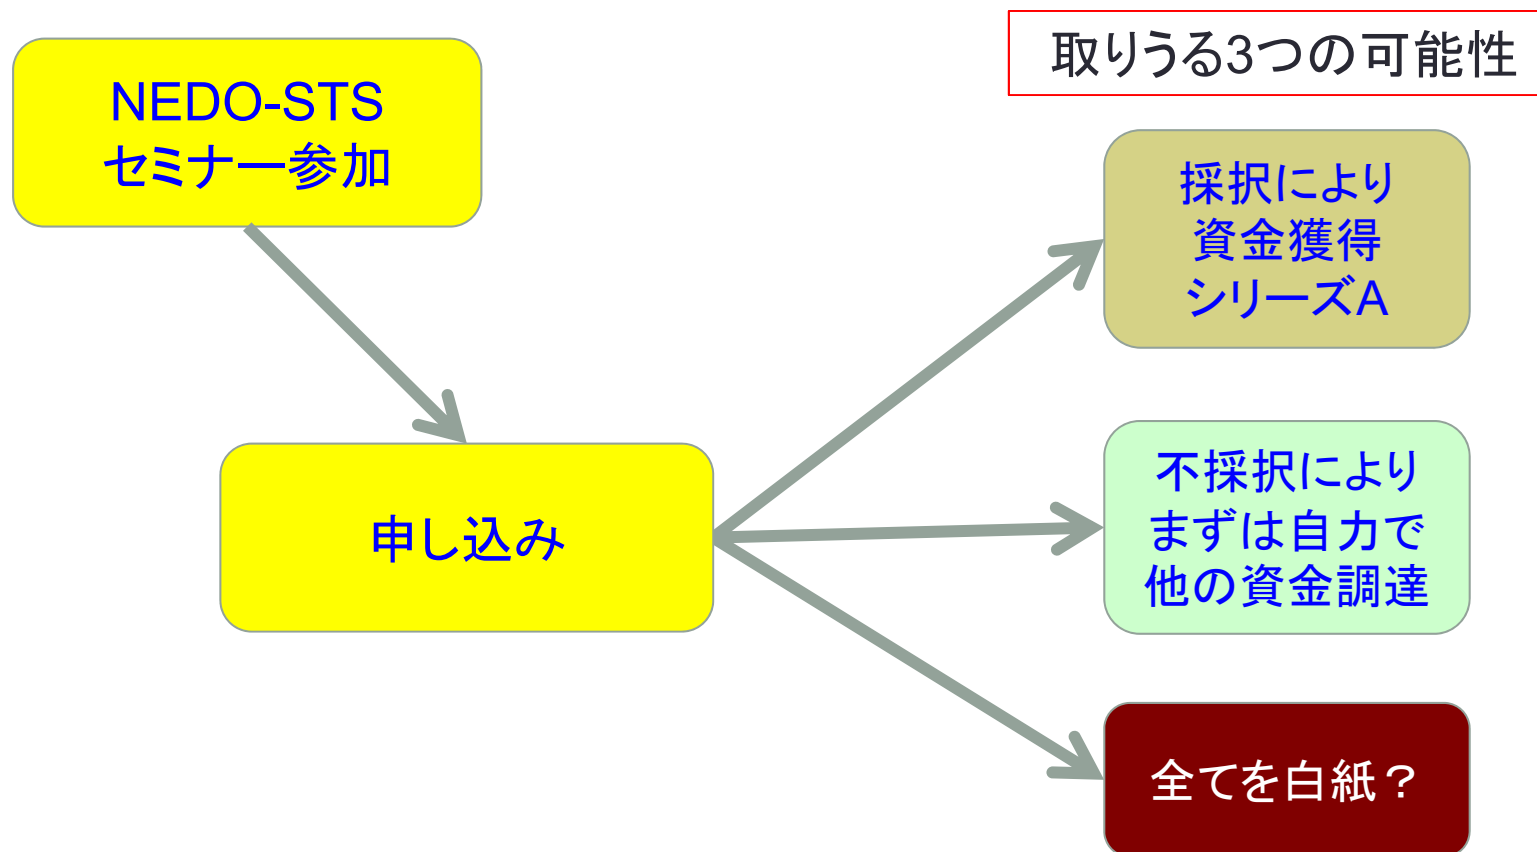 取りうる3つの可能性
NEDO-STS
セミナー参加
採択により
資金獲得
シリーズA
申し込み
不採択により
まずは自力で
他の資金調達
全てを白紙？